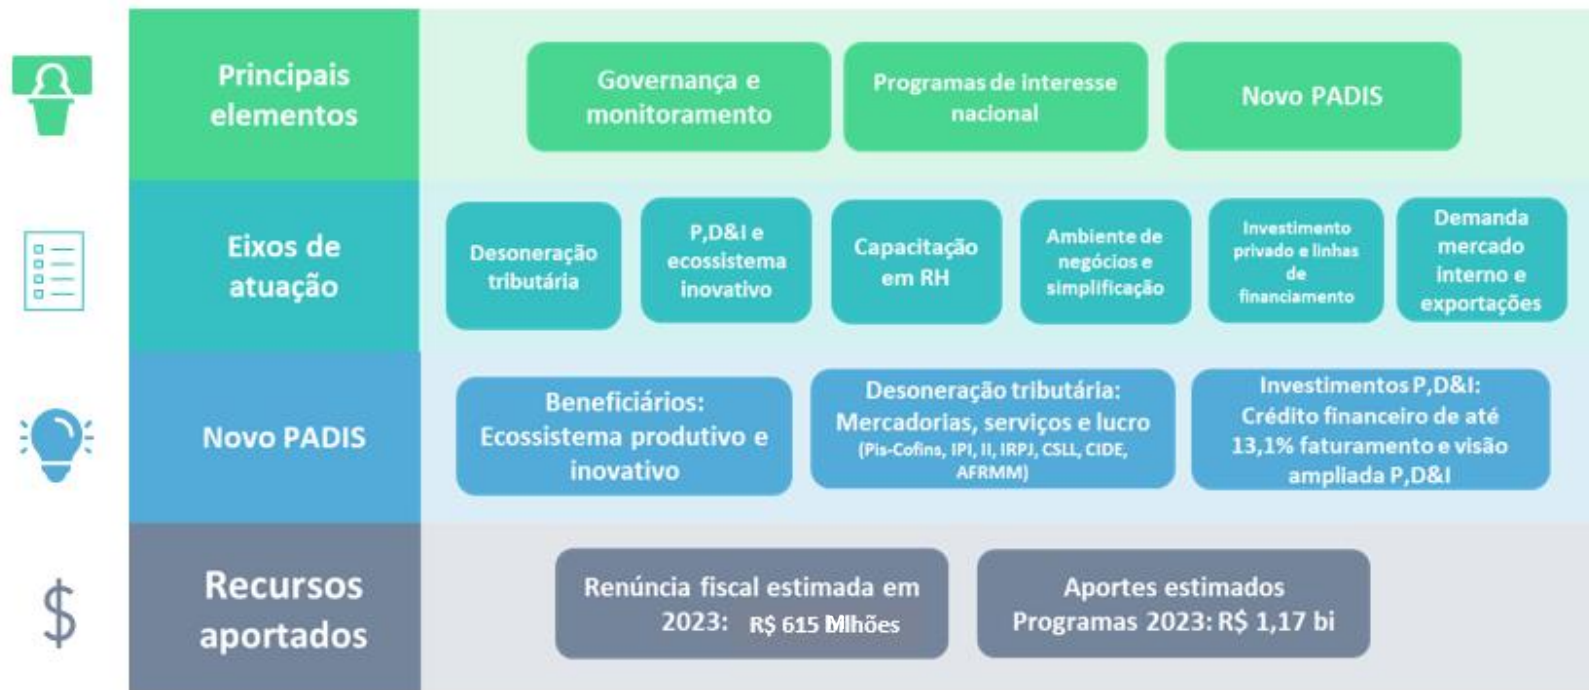 Principais
elementos
Governança e
monitoramento
Programas de interesse
nacional
Novo PADIS
Eixos de
atuação
Desoneração
tributária
P,D&I e
ecossistema
inovativo
Capacitação
em RH
Ambiente de
negócios e
simplificação
Investimento
privado e linhas
de
financiamento
Demanda
mercado
interno e
exportações
Novo PADIS
Beneficiários:
Ecossistema produtivo e
inovativo
Desoneração tributária:
Mercadorias, serviços e lucro
(Pis-Cofins, IPI, II, IRPJ, CSLL, CIDE,
AFRMM)
Investimentos P,D&I:
Crédito financeiro de até
13,1% faturamento e visão
ampliada P,D&I
$
Recursos
aportados
Renúncia fiscal estimada em
2023: R$ 615 Mlhões
Aportes estimados
Programas 2023: R$ 1,17 bi